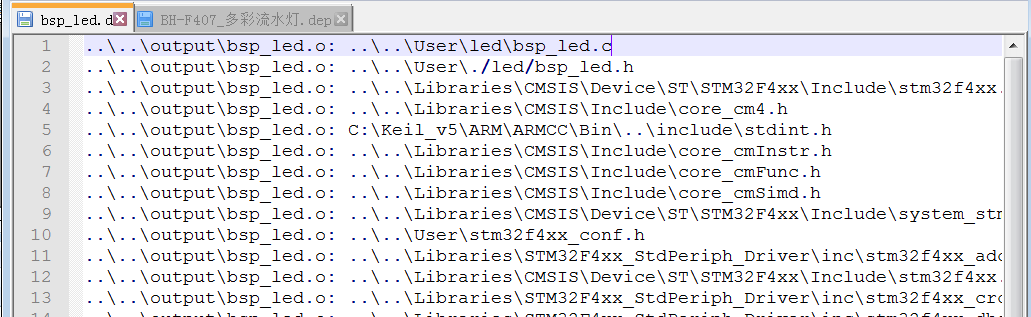 bsp_led.d BH-F407_多彩流水灯.dep
1 ..\..\output\bsp_led.o: ..\..\User\led\bsp_led.c
2 ..\..\output\bsp_led.o: ..\..\User\./led/bsp_led.h
3 ..\..\output\bsp_led.o: ..\..\Libraries\CMSIS\Device\ST\STM32F4xx\Include\stm32f4xx.
4 ..\..\output\bsp_led.o: ..\..\Libraries\CMSIS\Include\core_cm4.h
5 ..\..\output\bsp_led.o: C:\Keil_v5\ARM\ARMCC\Bin\..\include\stdint.h
6 ..\..\output\bsp_led.o: ..\..\Libraries\CMSIS\Include\core_cmInstr.h
7 ..\..\output\bsp_led.o: ..\..\Libraries\CMSIS\Include\core_cmFunc.h
8 ..\..\output\bsp_led.o: ..\..\Libraries\CMSIS\Include\core_cmSimd.h
9 ..\..\output\bsp_led.o: ..\..\Libraries\CMSIS\Device\ST\STM32F4xx\Include\system_stm
10 ..\..\output\bsp_led.o: ..\..\User\stm32f4xx_conf.h
11 ..\..\output\bsp_led.o: ..\..\Libraries\STM32F4xx_StdPeriph_Driver\inc\stm32f4xx_adc
12 ..\..\output\bsp_led.o: ..\..\Libraries\CMSIS\Device\ST\STM32F4xx\Include\stm32f4xx.
13 ..\..\output\bsp_led.o: ..\..\Libraries\STM32F4xx_StdPeriph_Driver\inc\stm32f4xx_crc